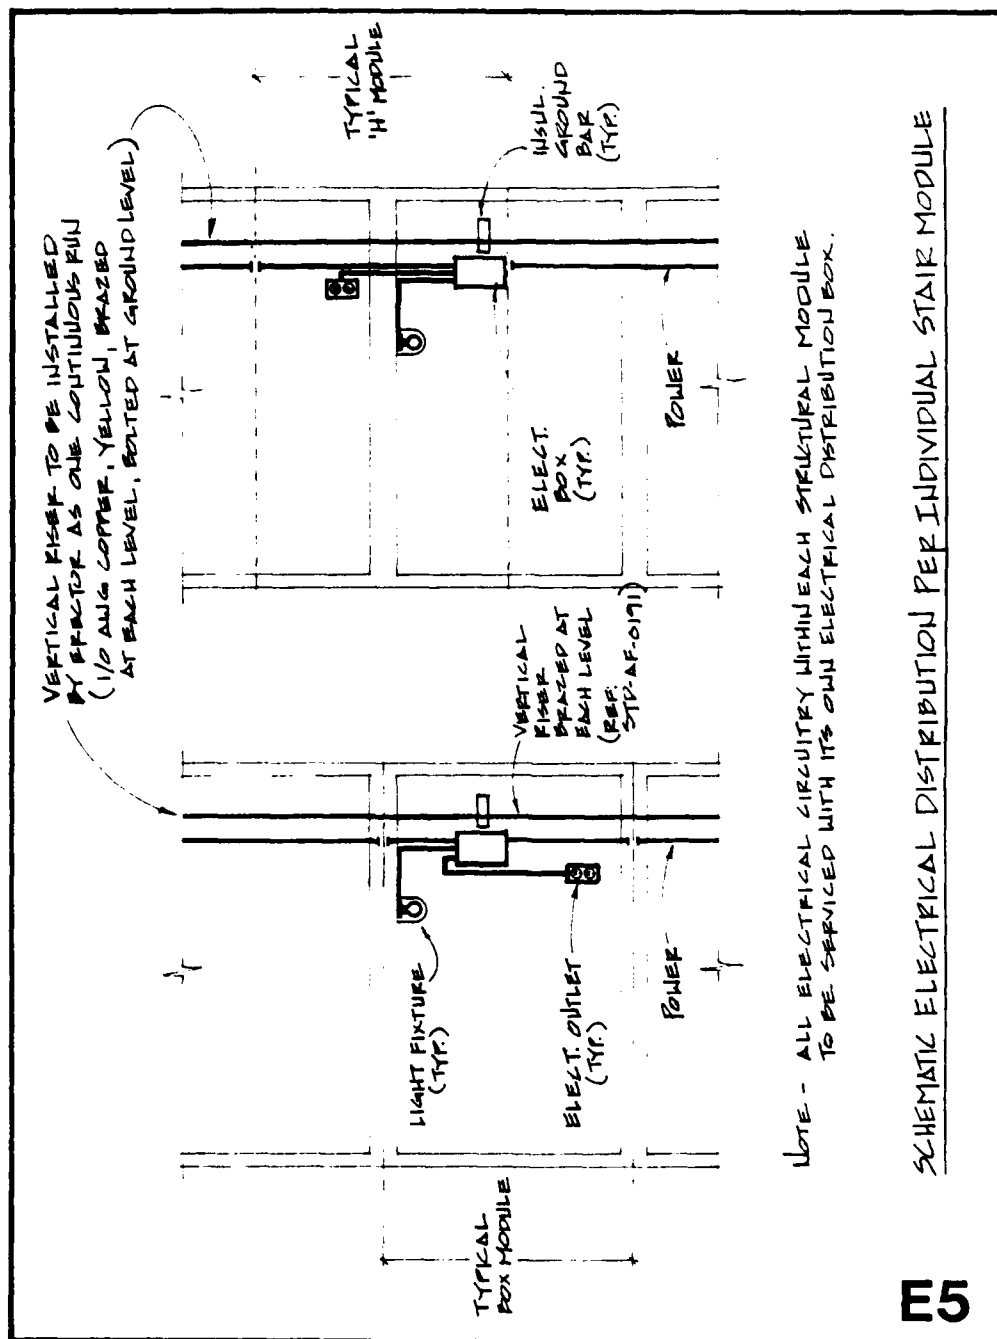 VERTICAL RISER TO BE INSTALLED
BY ERECTOR AS ONE CONTINUOUS RUN
(1/0 AWG COPPER, YELLOW, BRAZED
AT EACH LEVEL, BOLTED AT GROUND LEVEL)
TYPICAL
'H' MODULE
INSUL.
GROUND
BAR
(TYP.)
ELECT.
BOX
(TYP.)
POWER
VERTICAL
RISER
BRAZED AT
EACH LEVEL
(REF.
STD-AF-0191)
LIGHT FIXTURE
(TYP.)
ELECT. OUTLET
(TYP.)
POWER
TYPICAL
BOX MODULE
NOTE - ALL ELECTRICAL CIRCUITRY WITHIN EACH STRUCTURAL MODULE
TO BE SERVICED WITH ITS OWN ELECTRICAL DISTRIBUTION BOX.
SCHEMATIC ELECTRICAL DISTRIBUTION PER INDIVIDUAL STAIR MODULE
E5